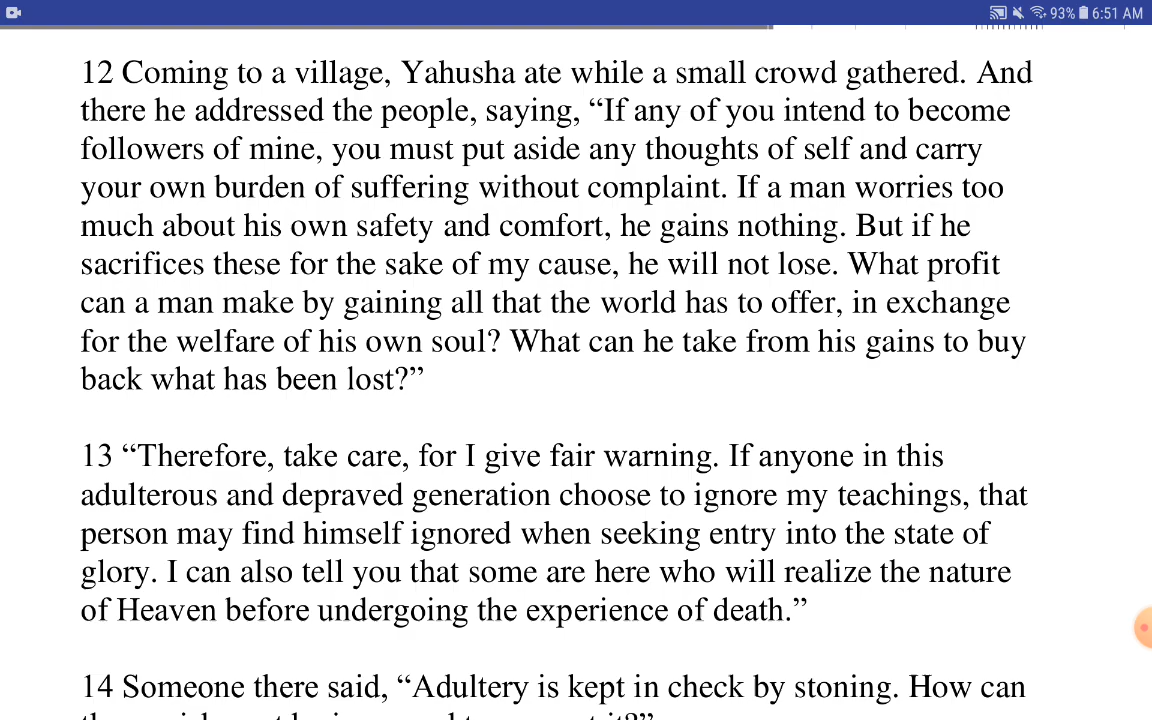 93% 6:51 AM
12 Coming to a village, Yahusha ate while a small crowd gathered. And
there he addressed the people, saying, “If any of you intend to become
followers of mine, you must put aside any thoughts of self and carry
your own burden of suffering without complaint. If a man worries too
much about his own safety and comfort, he gains nothing. But if he
sacrifices these for the sake of my cause, he will not lose. What profit
can a man make by gaining all that the world has to offer, in exchange
for the welfare of his own soul? What can he take from his gains to buy
back what has been lost?”
13 “Therefore, take care, for I give fair warning. If anyone in this
adulterous and depraved generation choose to ignore my teachings, that
person may find himself ignored when seeking entry into the state of
glory. I can also tell you that some are here who will realize the nature
of Heaven before undergoing the experience of death.”
14 Someone there said, “Adultery is kept in check by stoning. How can